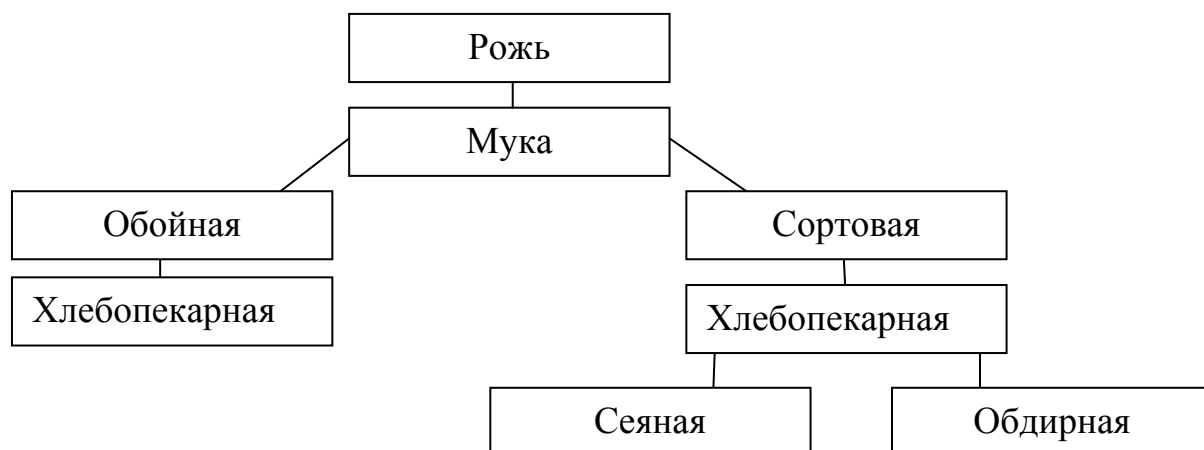 Рожь
Мука
Обойная
Сортовая
Хлебопекарная
Хлебопекарная
Сеяная
Обдирная